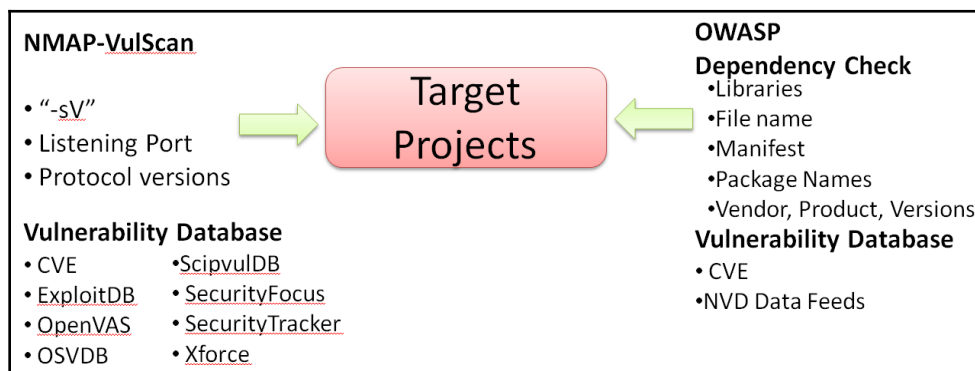 NMAP-VulScan
• “-sV”
• Listening Port
• Protocol versions
Vulnerability Database
• CVE
• ExploitDB
• OpenVAS
• OSVDB
•ScipvulDB
• SecurityFocus
• SecurityTracker
• Xforce
Target
Projects
OWASP
Dependency Check
•Libraries
•File name
•Manifest
•Package Names
•Vendor, Product, Versions
Vulnerability Database
• CVE
•NVD Data Feeds